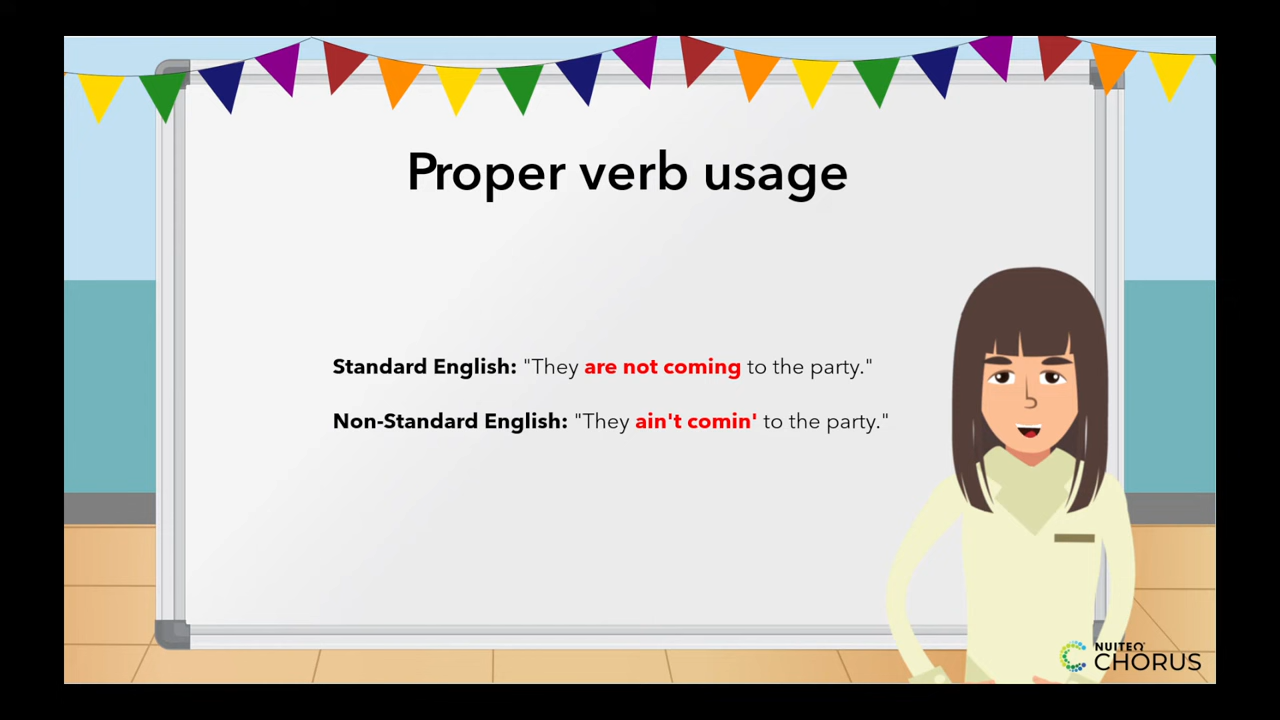 Proper verb usage
Standard English: "They are not coming to the party."
Non-Standard English: "They ain't comin' to the party."
NUITEQ
CHORUS